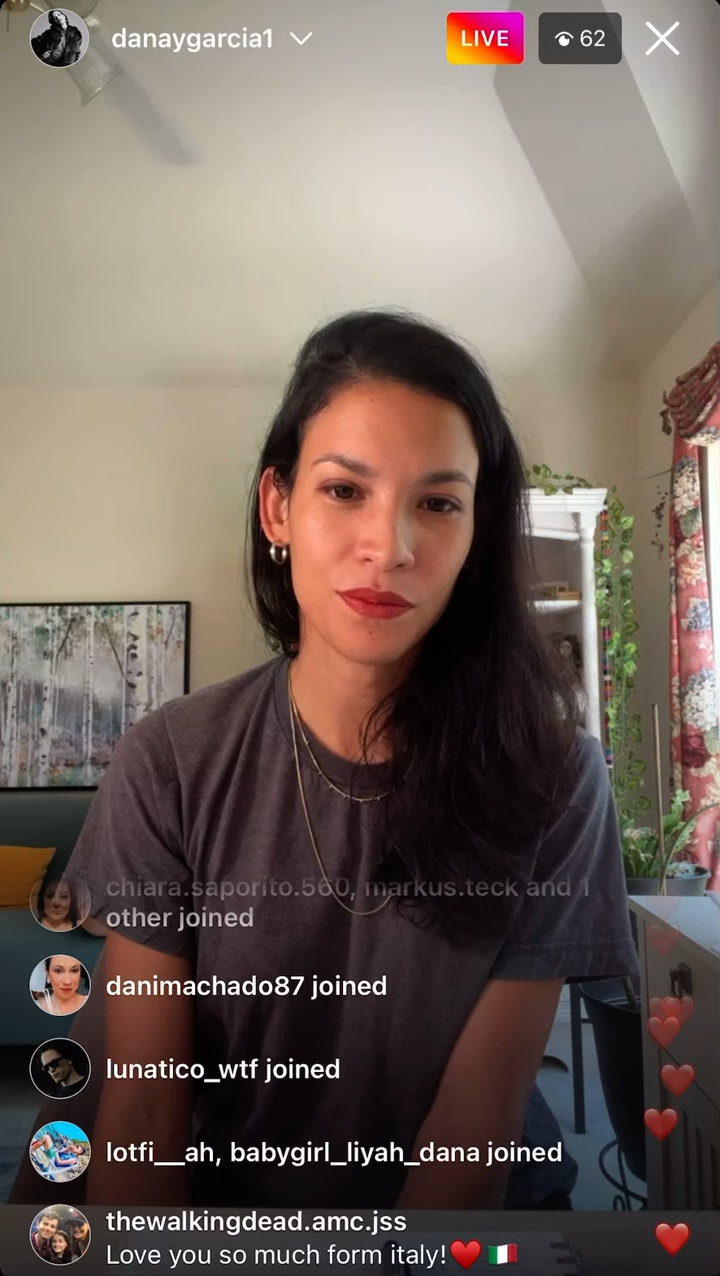 danaygarcia1
LIVE
62
chiara.saporito.560, markus.teck and 1
other joined
danimachado87 joined
lunatico_wtf joined
lotfi__ah, babygirl_liyah_dana joined
thewalkingdead.amc.jss
Love you so much form italy!❤️🇮🇹